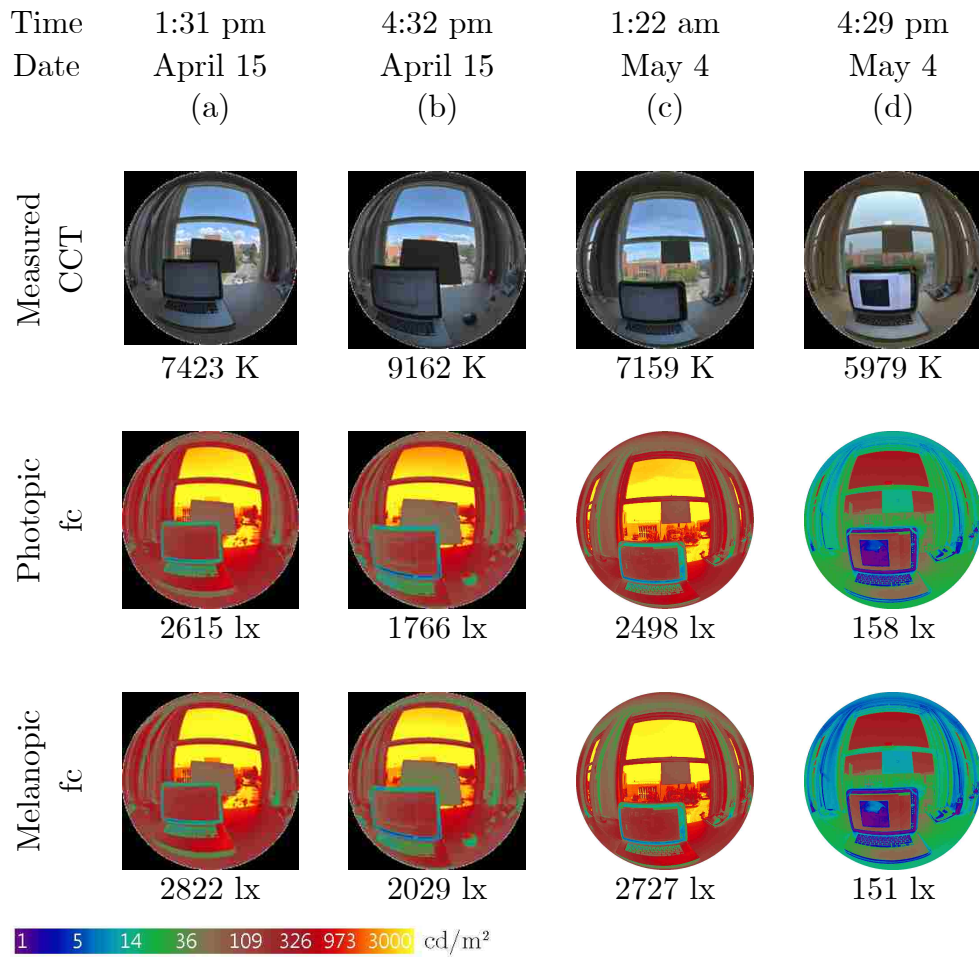 Time 1:31 pm 4:32 pm 1:22 am 4:29 pm
Date April 15 April 15 May 4 May 4
(a) (b) (c) (d)
Measured
CCT
7423 K 9162 K 7159 K 5979 K
Photopic
fc
2615 lx 1766 lx 2498 lx 158 lx
Melanopic
fc
2822 lx 2029 lx 2727 lx 151 lx
1 5 14 36 109 326 973 3000 cd/m²